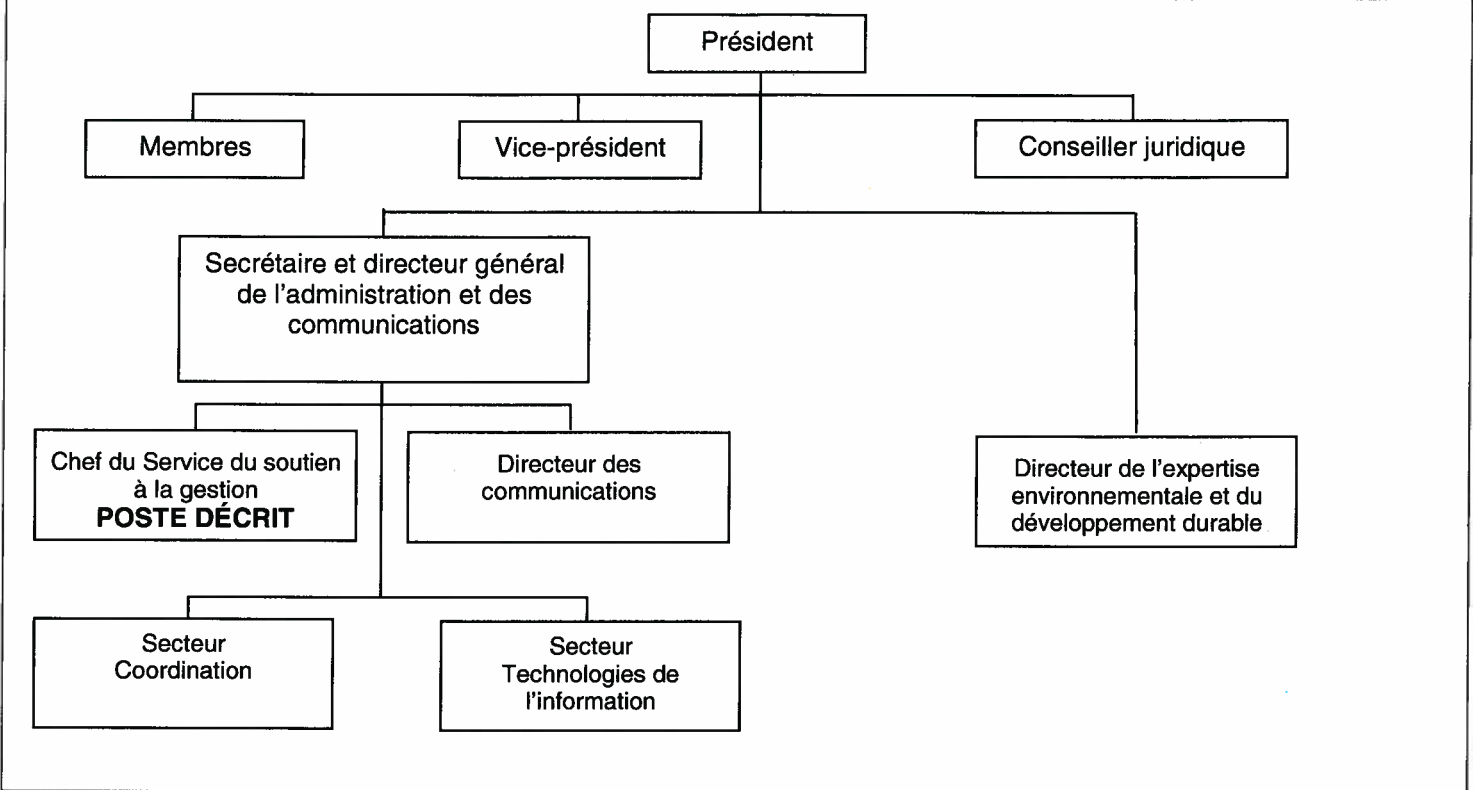 Président
Membres
Vice-président
Conseiller juridique
Secrétaire et directeur général
de l'administration et des
communications
Chef du Service du soutien
à la gestion
POSTE DÉCRIT
Directeur des
communications
Directeur de l'expertise
environnementale et du
développement durable
Secteur
Coordination
Secteur
Technologies de
l'information